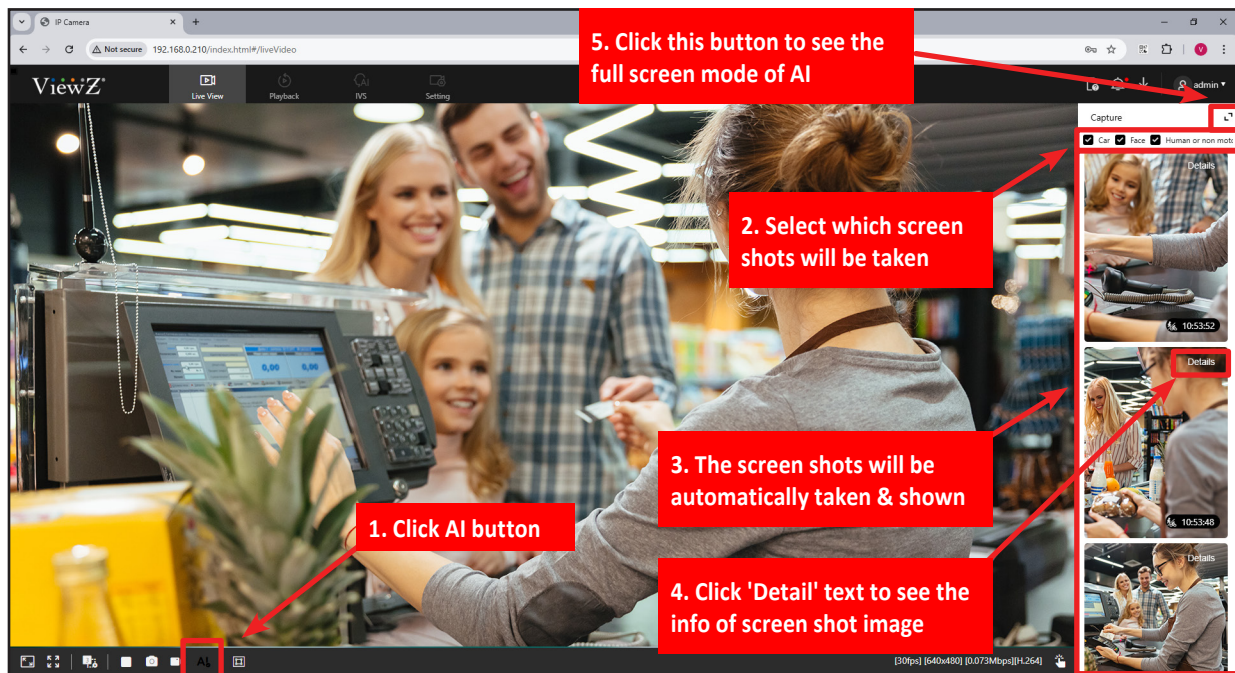 IP Camera
Not secure 192.168.0.210/index.html#/liveVideo
V
5. Click this button to see the
full screen mode of AI
ViewZ
Live View
Playback
AI
IVS
Setting
admin
Capture
Car Face Human or non moto
Details
2. Select which screen
shots will be taken
10:53:52
0,00 0,00
Details
3. The screen shots will be
automatically taken & shown
10:53:48
1. Click AI button
Details
4. Click 'Detail' text to see the
info of screen shot image
AI
[30fps] [640x480] [0.073Mbps][H.264]